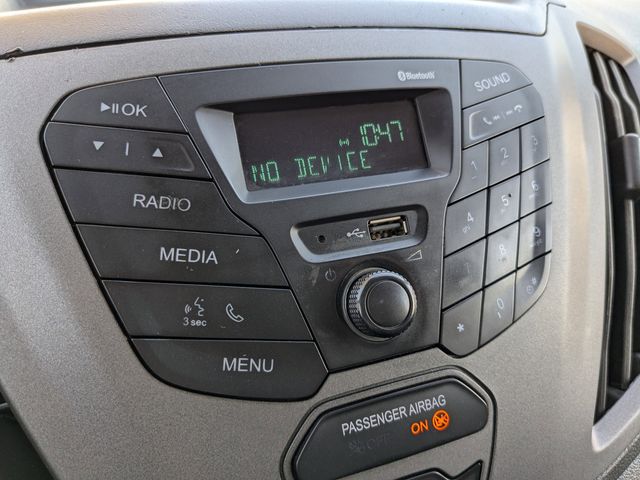 Bluetooth
SOUND
OK
10:47
NO DEVICE
RADIO
MEDIA
3 sec
MENU
1
2
3
4
5
6
7
8
9
*
0
PASSENGER AIRBAG
OFF
ON